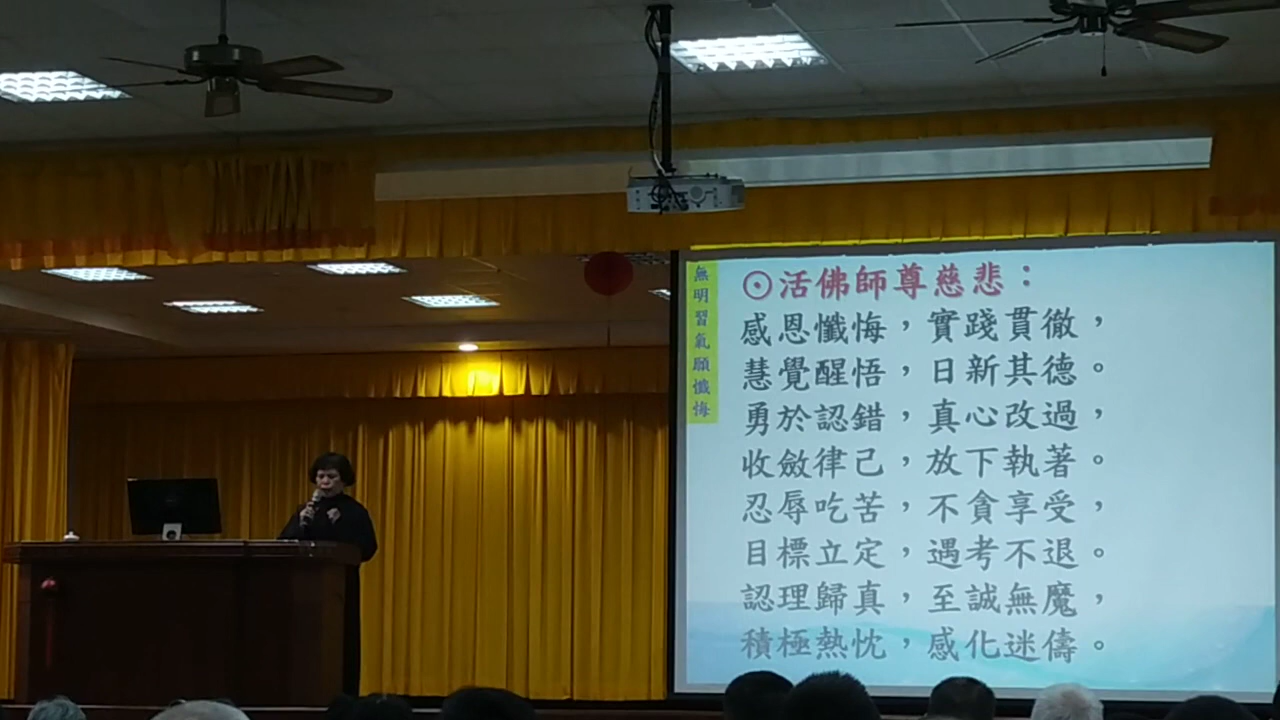 無明習氣願懺悔
⊙活佛師尊慈悲：
感恩懺悔，實踐貫徹，
慧覺醒悟，日新其德。
勇於認錯，真心改過，
收斂律己，放下執著。
忍辱吃苦，不貪享受，
目標立定，遇考不退。
認理歸真，至誠無魔，
積極熱忱，感化迷儔。